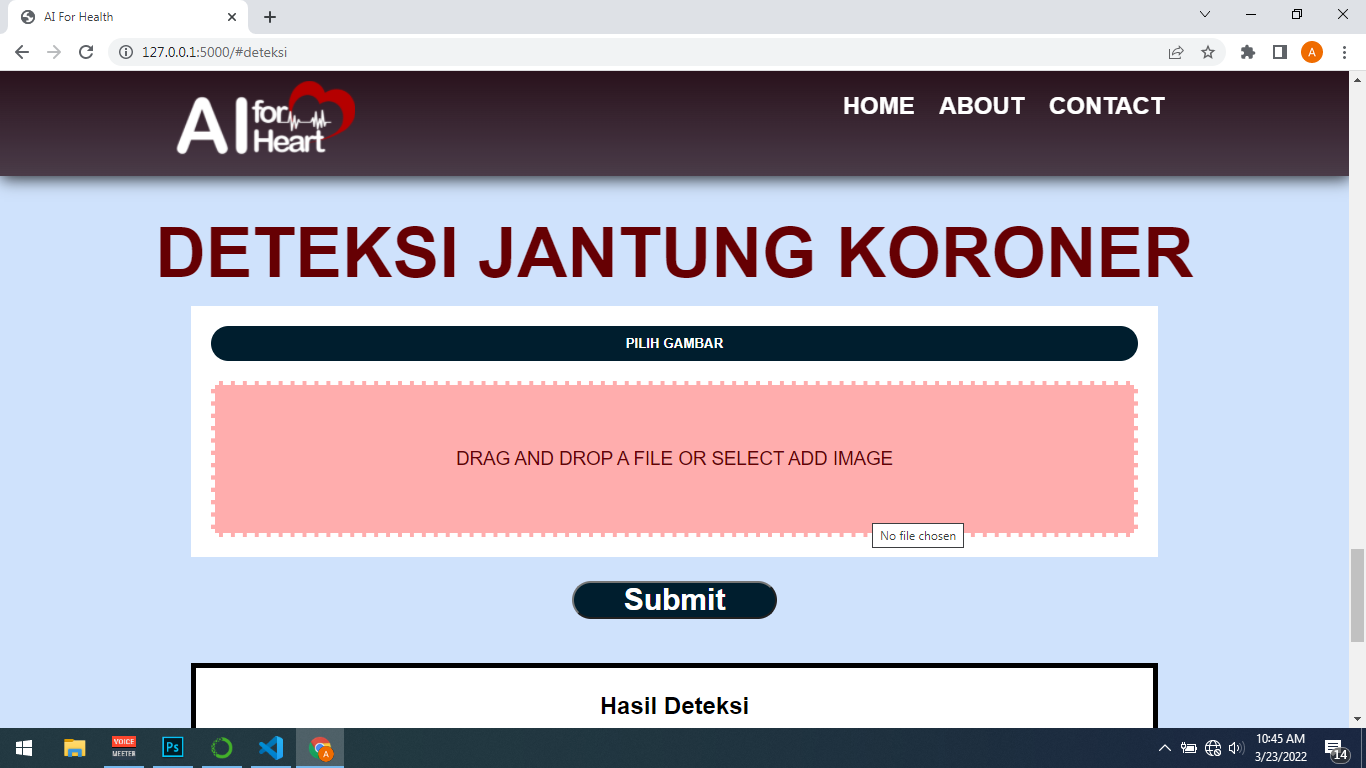 AI For Health
127.0.0.1:5000/#deteksi
A
AI for Heart
HOME ABOUT CONTACT
DETEKSI JANTUNG KORONER
PILIH GAMBAR
DRAG AND DROP A FILE OR SELECT ADD IMAGE
No file chosen
Submit
Hasil Deteksi
VOICE
MEETER
Ps
A
10:45 AM
3/23/2022
14